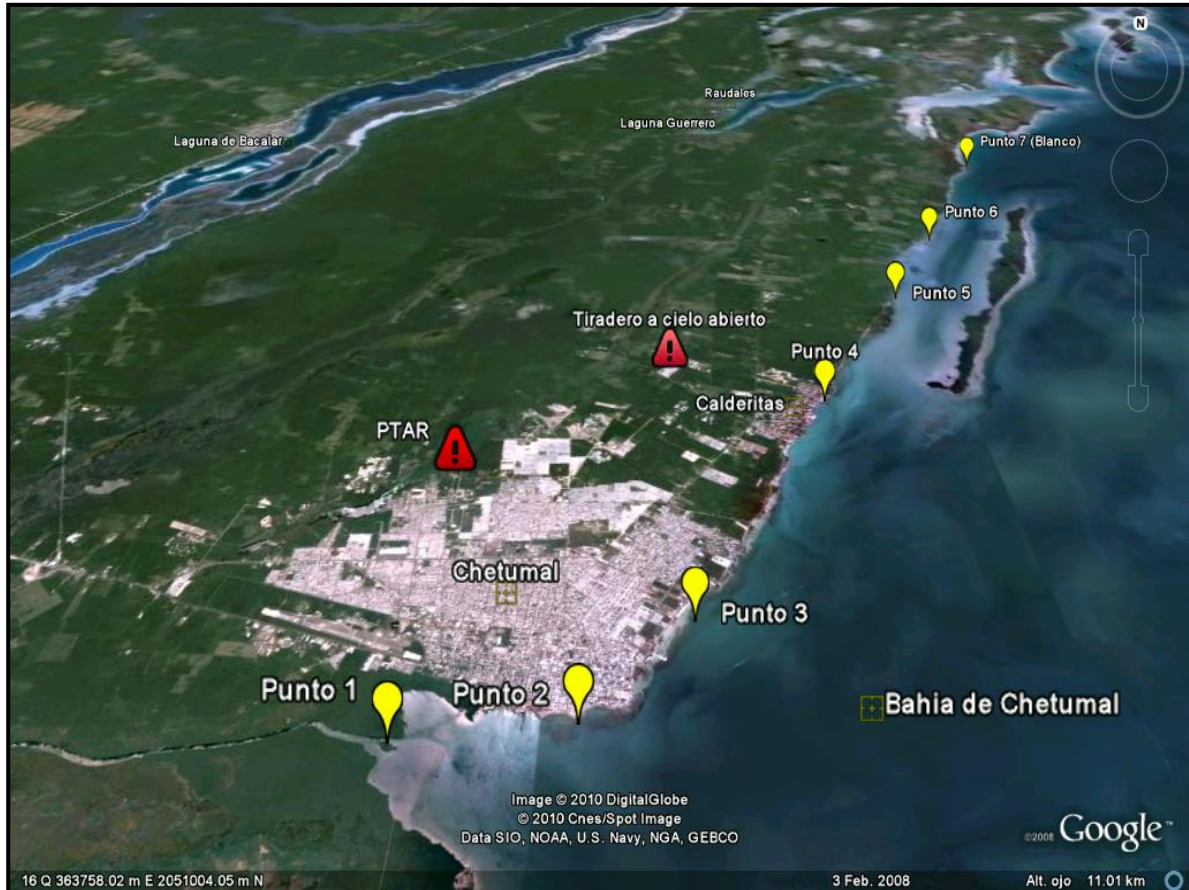 N
Raudales
Laguna Guerrero
Laguna de Bacalar
Punto 7 (Blanco)
Punto 6
Punto 5
Tiradero a cielo abierto
Punto 4
Calderitas
PTAR
Chetumal
Punto 3
Punto 1
Punto 2
Bahia de Chetumal
Image © 2010 DigitalGlobe
© 2010 Cnes/Spot Image
Data SIO, NOAA, U.S. Navy, NGA, GEBCO
©2008 Google™
16 Q 363758.02 m E 2051004.05 m N
3 Feb. 2008
Alt. ojo 11.01 km